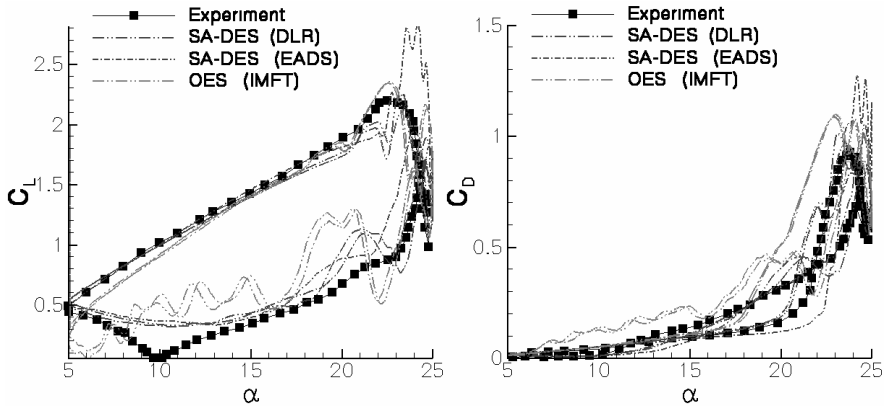 Experiment
SA-DES (DLR)
SA-DES (EADS)
OES (IMFT)
2.5
2
1.5
1
0.5
C_L
5
10
15
20
25
α
Experiment
SA-DES (DLR)
SA-DES (EADS)
OES (IMFT)
1.5
1
0.5
0
C_D
5
10
15
20
25
α